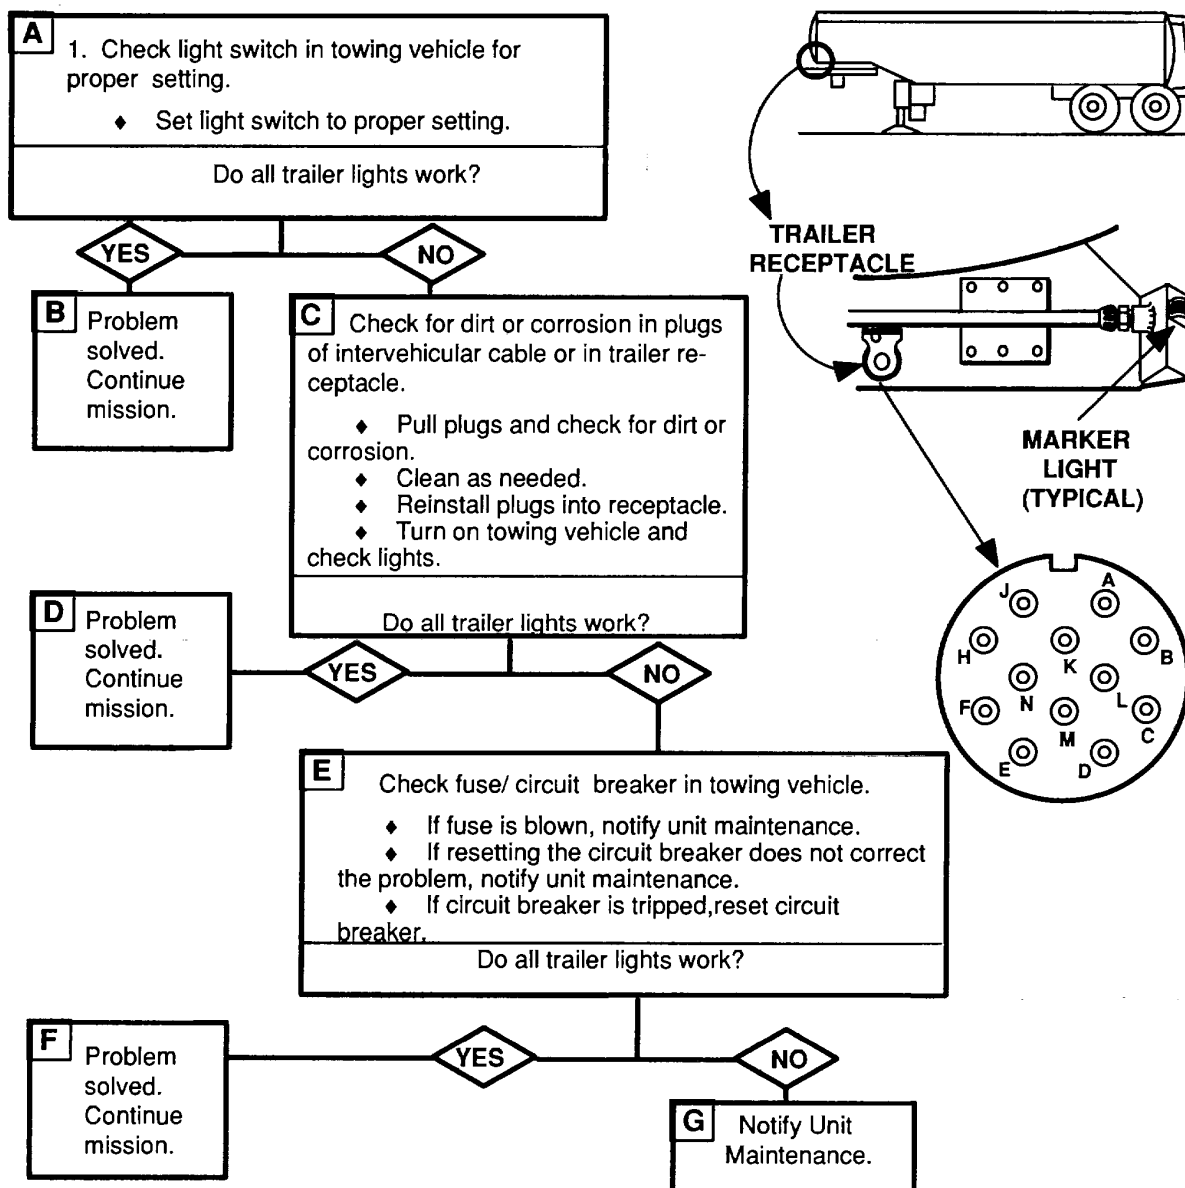 A
1. Check light switch in towing vehicle for
proper setting.
♦ Set light switch to proper setting.
Do all trailer lights work?
YES
NO
B
Problem
solved.
Continue
mission.
C
Check for dirt or corrosion in plugs
of intervehicular cable or in trailer re-
ceptacle.
♦ Pull plugs and check for dirt or
corrosion.
♦ Clean as needed.
♦ Reinstall plugs into receptacle.
♦ Turn on towing vehicle and
check lights.
Do all trailer lights work?
YES
NO
D
Problem
solved.
Continue
mission.
E
Check fuse/ circuit breaker in towing vehicle.
♦ If fuse is blown, notify unit maintenance.
♦ If resetting the circuit breaker does not correct
the problem, notify unit maintenance.
♦ If circuit breaker is tripped,reset circuit
breaker.
Do all trailer lights work?
YES
NO
F
Problem
solved.
Continue
mission.
G
Notify Unit
Maintenance.
TRAILER
RECEPTACLE
MARKER
LIGHT
(TYPICAL)
J
A
H
K
B
N
L
F
M
C
E
D